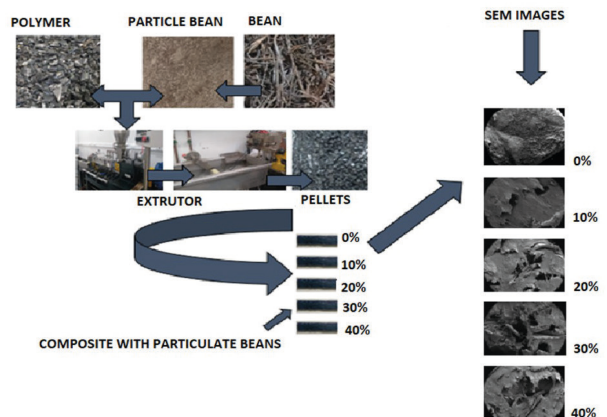 POLYMER
PARTICLE BEAN
BEAN
SEM IMAGES
EXTRUTOR
PELLETS
0%
10%
20%
30%
40%
COMPOSITE WITH PARTICULATE BEANS
0%
10%
20%
30%
40%